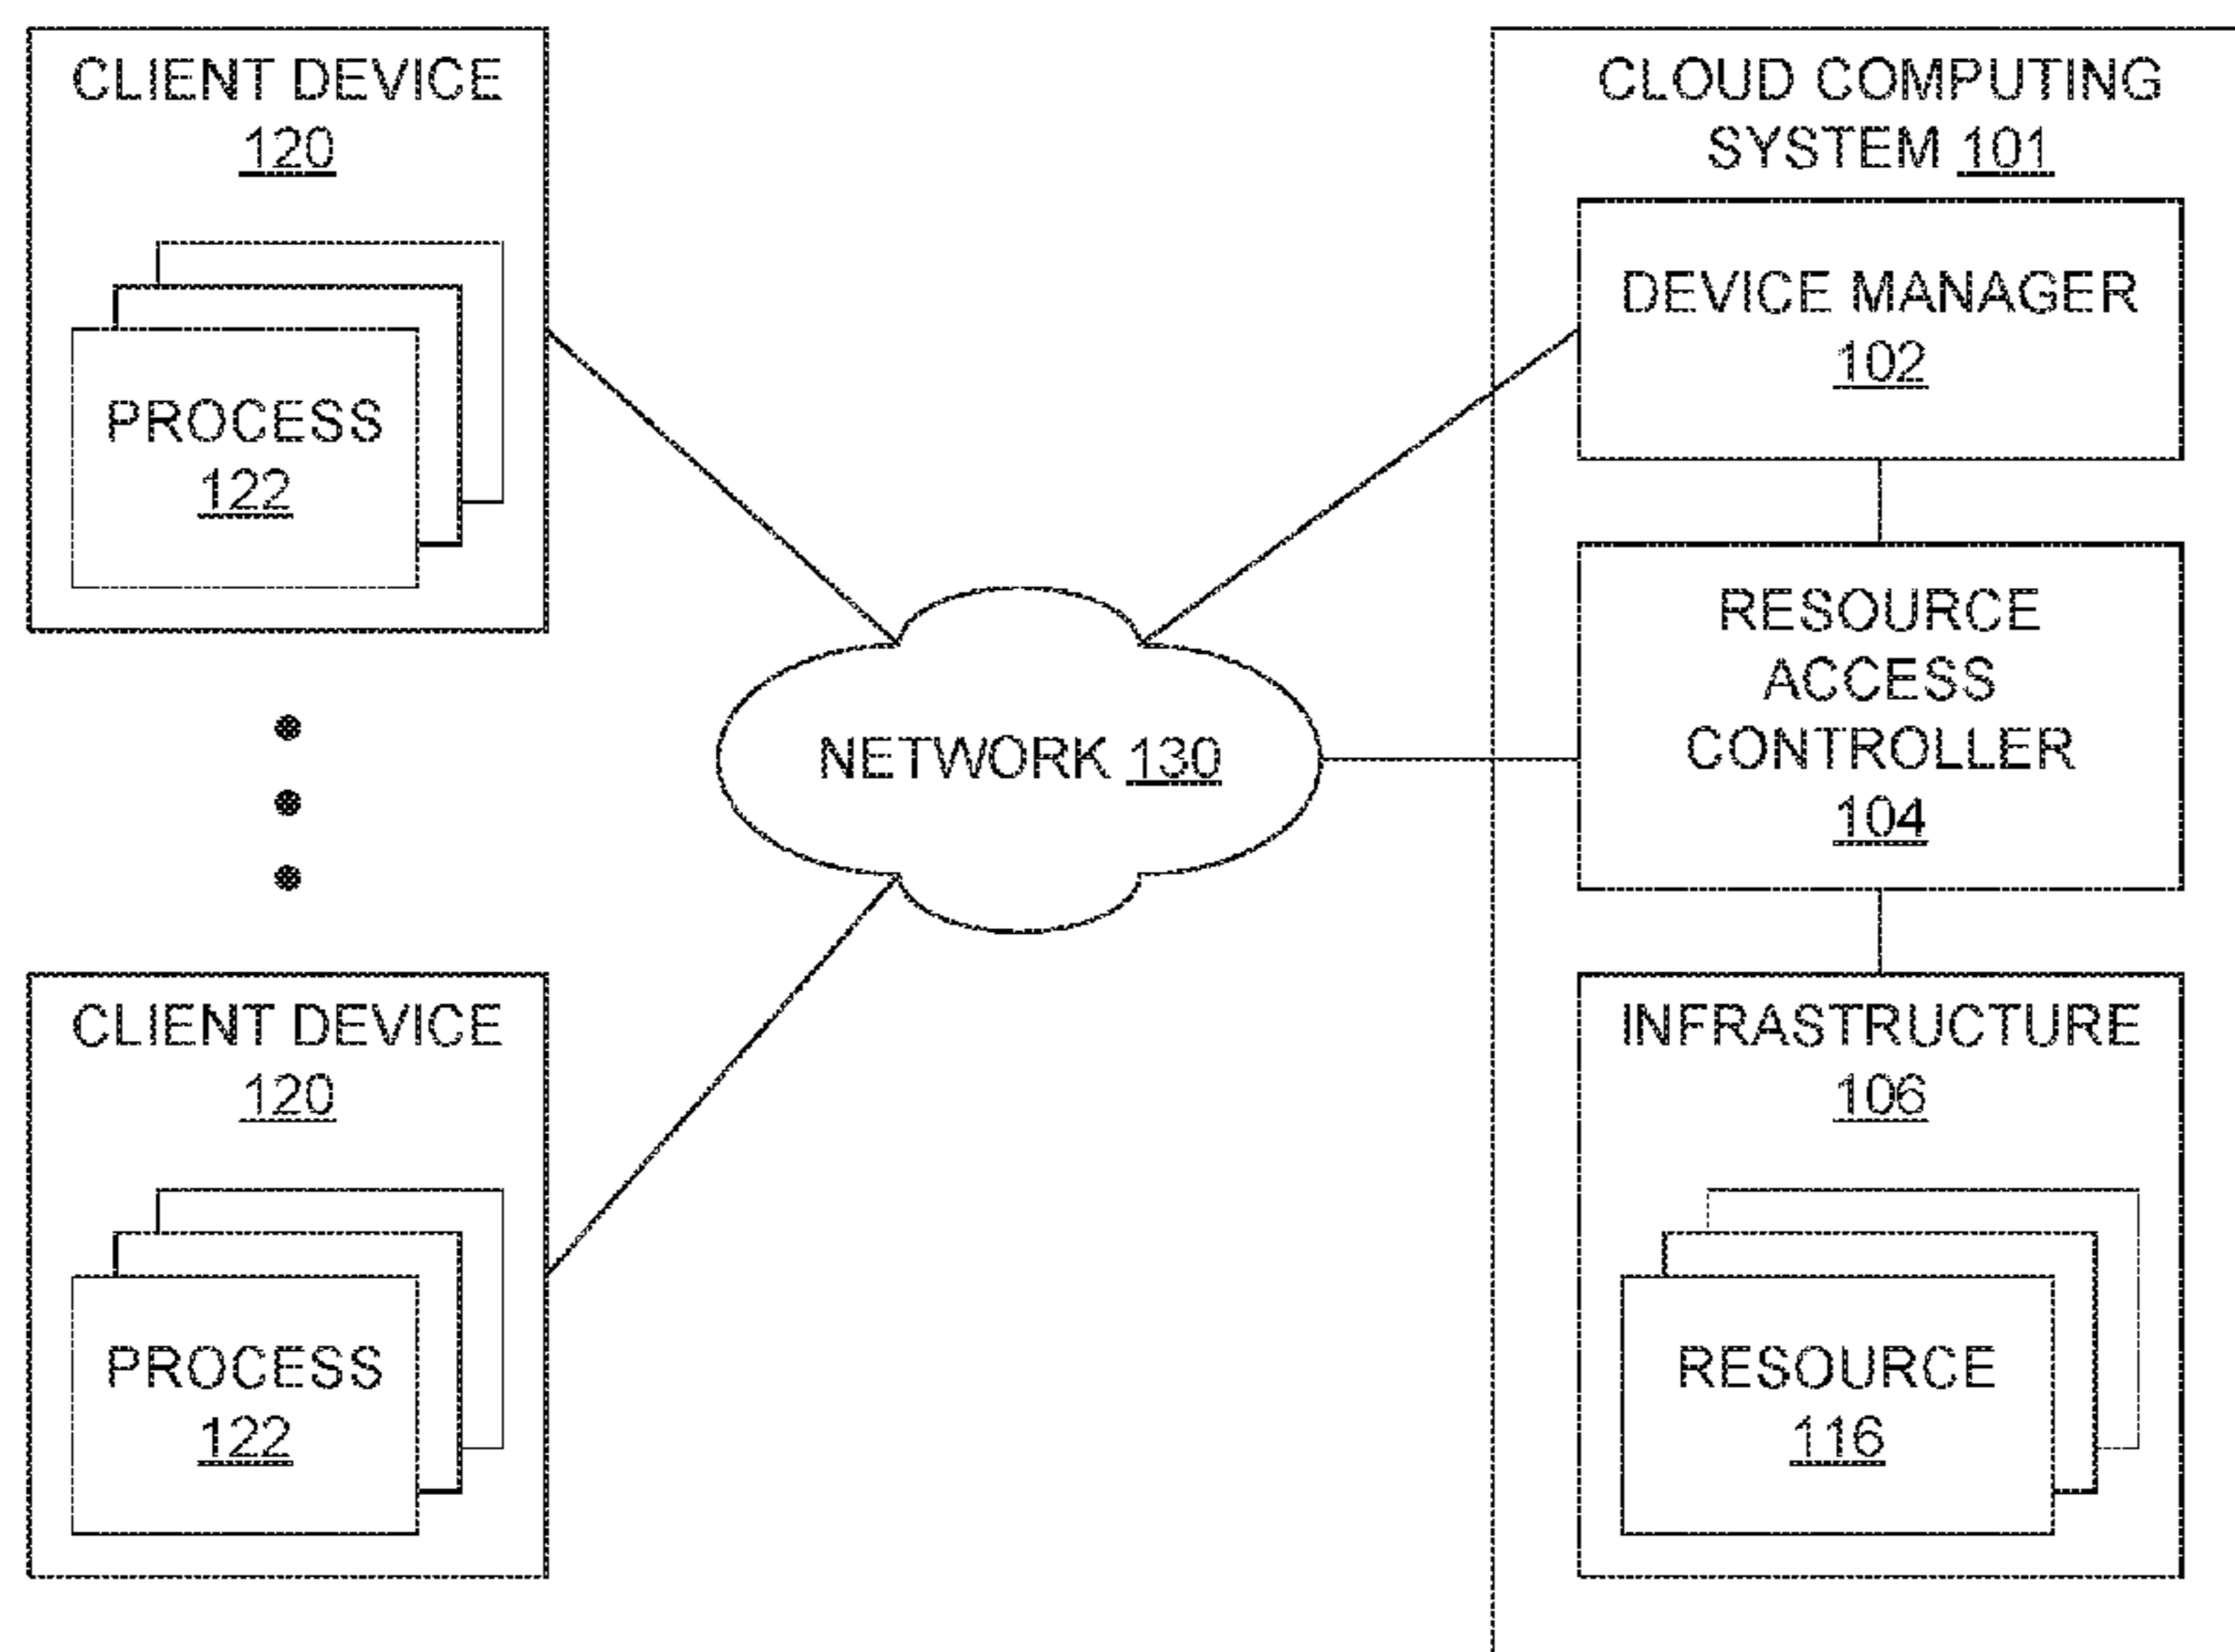 CLIENT DEVICE
120
PROCESS
122
CLIENT DEVICE
120
PROCESS
122
NETWORK 130
CLOUD COMPUTING
SYSTEM 101
DEVICE MANAGER
102
RESOURCE
ACCESS
CONTROLLER
104
INFRASTRUCTURE
106
RESOURCE
116